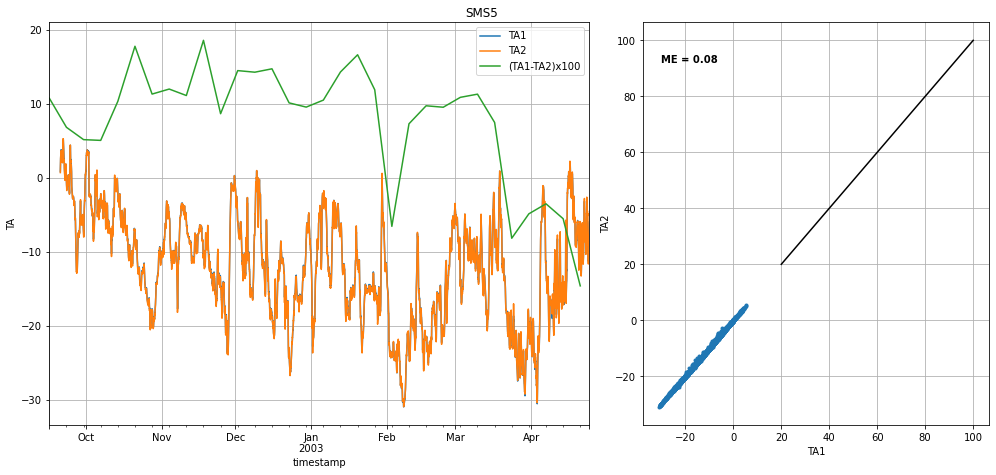 SMS5
TA1
TA2
(TA1-TA2)x100
20
10
0
−10
−20
−30
TA
Oct
Nov
Dec
Jan
2003
Feb
Mar
Apr
timestamp
ME = 0.08
100
80
60
40
20
0
−20
TA2
−20
0
20
40
60
80
100
TA1